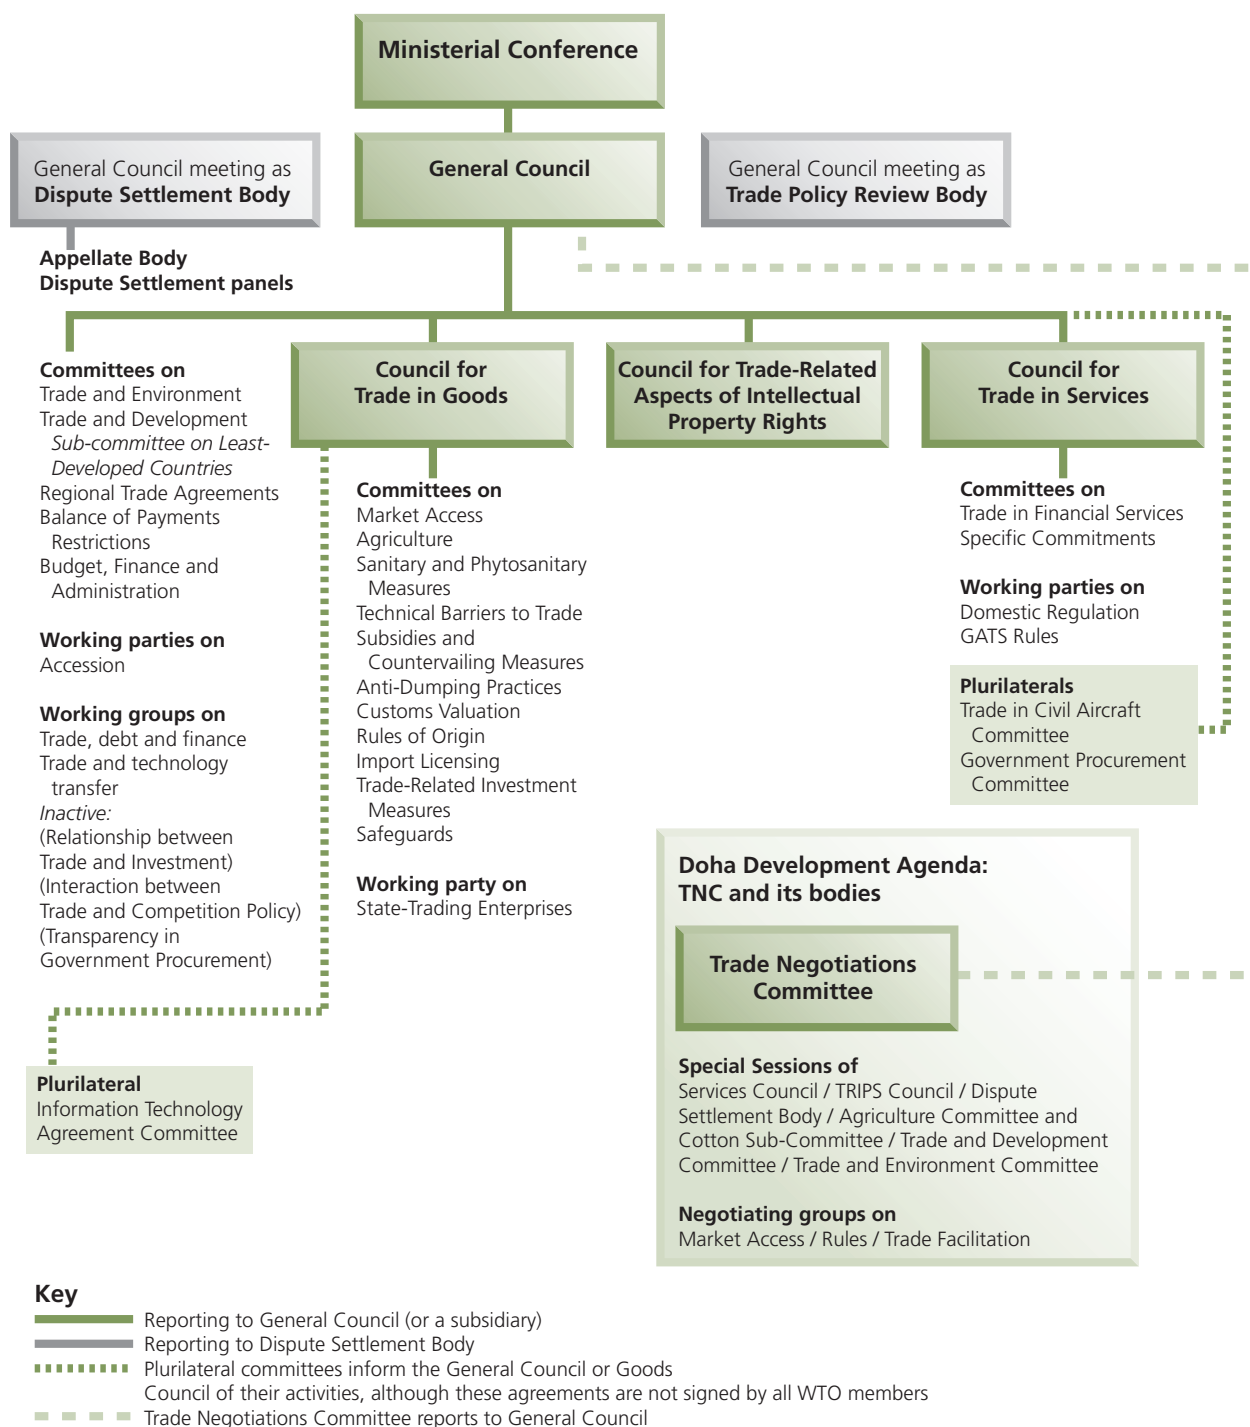 Ministerial Conference
General Council meeting as
Dispute Settlement Body
General Council
General Council meeting as
Trade Policy Review Body
Appellate Body
Dispute Settlement panels
Committees on
Trade and Environment
Trade and Development
Sub-committee on Least-
Developed Countries
Regional Trade Agreements
Balance of Payments
Restrictions
Budget, Finance and
Administration
Working parties on
Accession
Working groups on
Trade, debt and finance
Trade and technology
transfer
Inactive:
(Relationship between
Trade and Investment)
(Interaction between
Trade and Competition Policy)
(Transparency in
Government Procurement)
Plurilateral
Information Technology
Agreement Committee
Council for
Trade in Goods
Committees on
Market Access
Agriculture
Sanitary and Phytosanitary
Measures
Technical Barriers to Trade
Subsidies and
Countervailing Measures
Anti-Dumping Practices
Customs Valuation
Rules of Origin
Import Licensing
Trade-Related Investment
Measures
Safeguards
Working party on
State-Trading Enterprises
Council for Trade-Related
Aspects of Intellectual
Property Rights
Council for
Trade in Services
Committees on
Trade in Financial Services
Specific Commitments
Working parties on
Domestic Regulation
GATS Rules
Plurilaterals
Trade in Civil Aircraft
Committee
Government Procurement
Committee
Doha Development Agenda:
TNC and its bodies
Trade Negotiations
Committee
Special Sessions of
Services Council / TRIPS Council / Dispute
Settlement Body / Agriculture Committee and
Cotton Sub-Committee / Trade and Development
Committee / Trade and Environment Committee
Negotiating groups on
Market Access / Rules / Trade Facilitation
Key
Reporting to General Council (or a subsidiary)
Reporting to Dispute Settlement Body
Plurilateral committees inform the General Council or Goods
Council of their activities, although these agreements are not signed by all WTO members
Trade Negotiations Committee reports to General Council